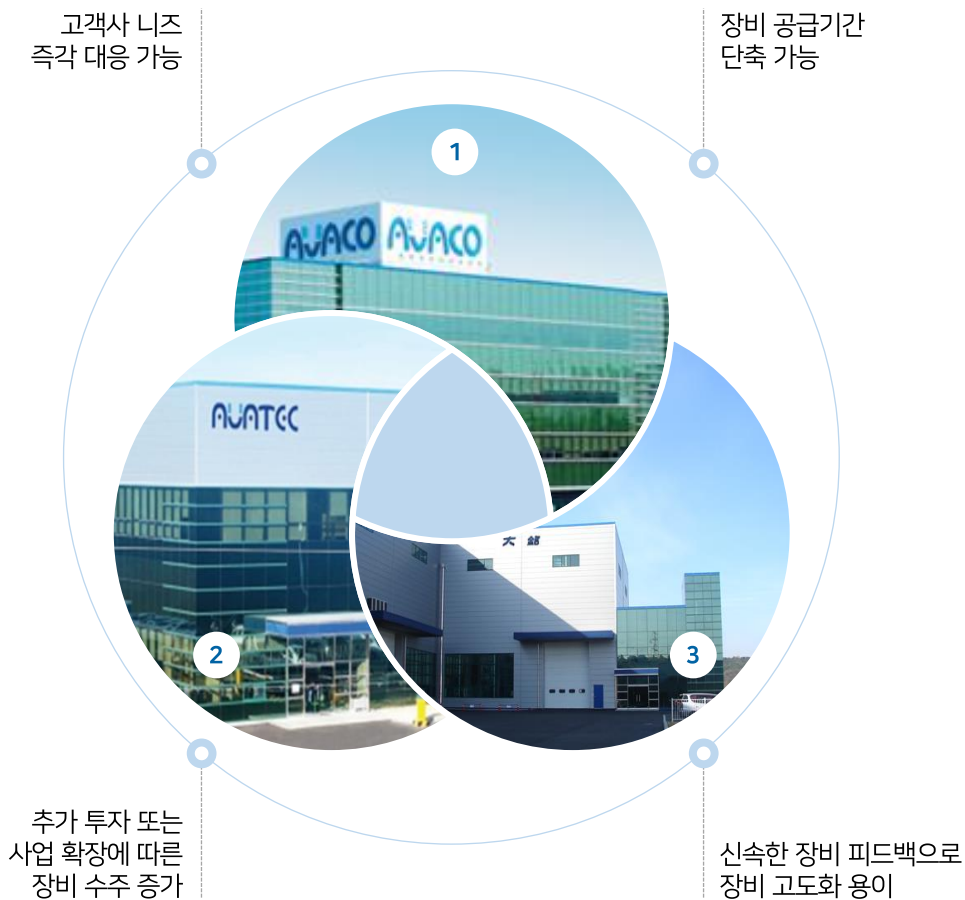 고객사 니즈
즉각 대응 가능
장비 공급기간
단축 가능
1
AVACO AVACO
AVATEC
大 銘
2
3
추가 투자 또는
사업 확장에 따른
장비 수주 증가
신속한 장비 피드백으로
장비 고도화 용이